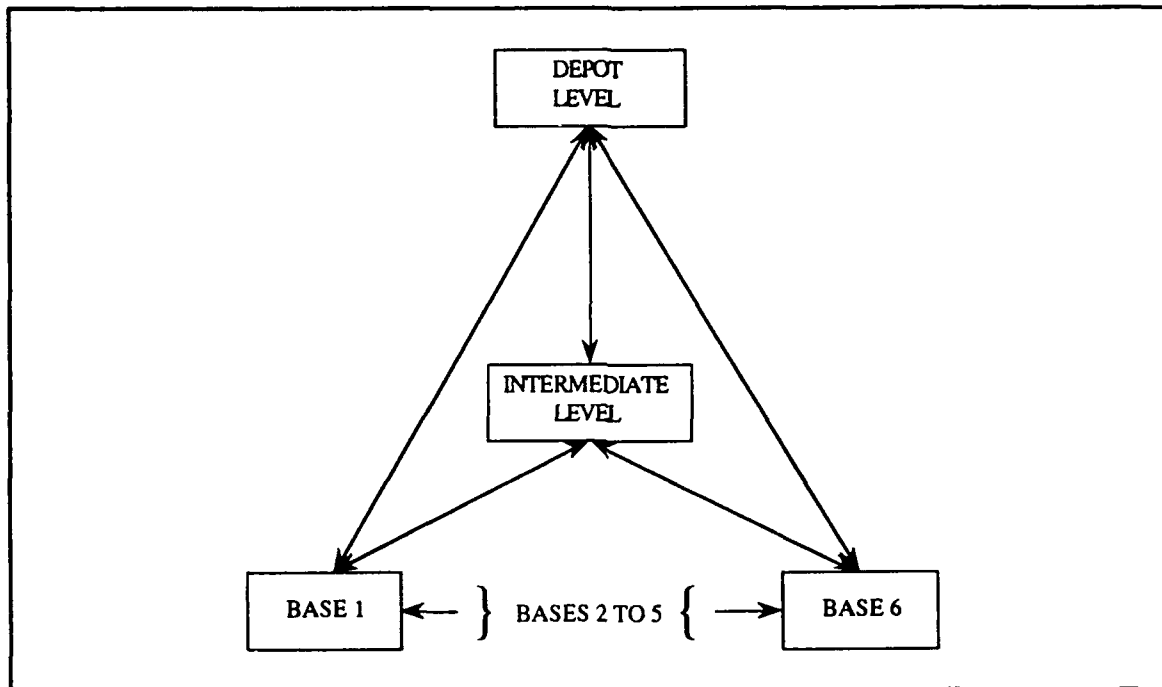 DEPOT
LEVEL
INTERMEDIATE
LEVEL
BASE 1
} BASES 2 TO 5 {
BASE 6